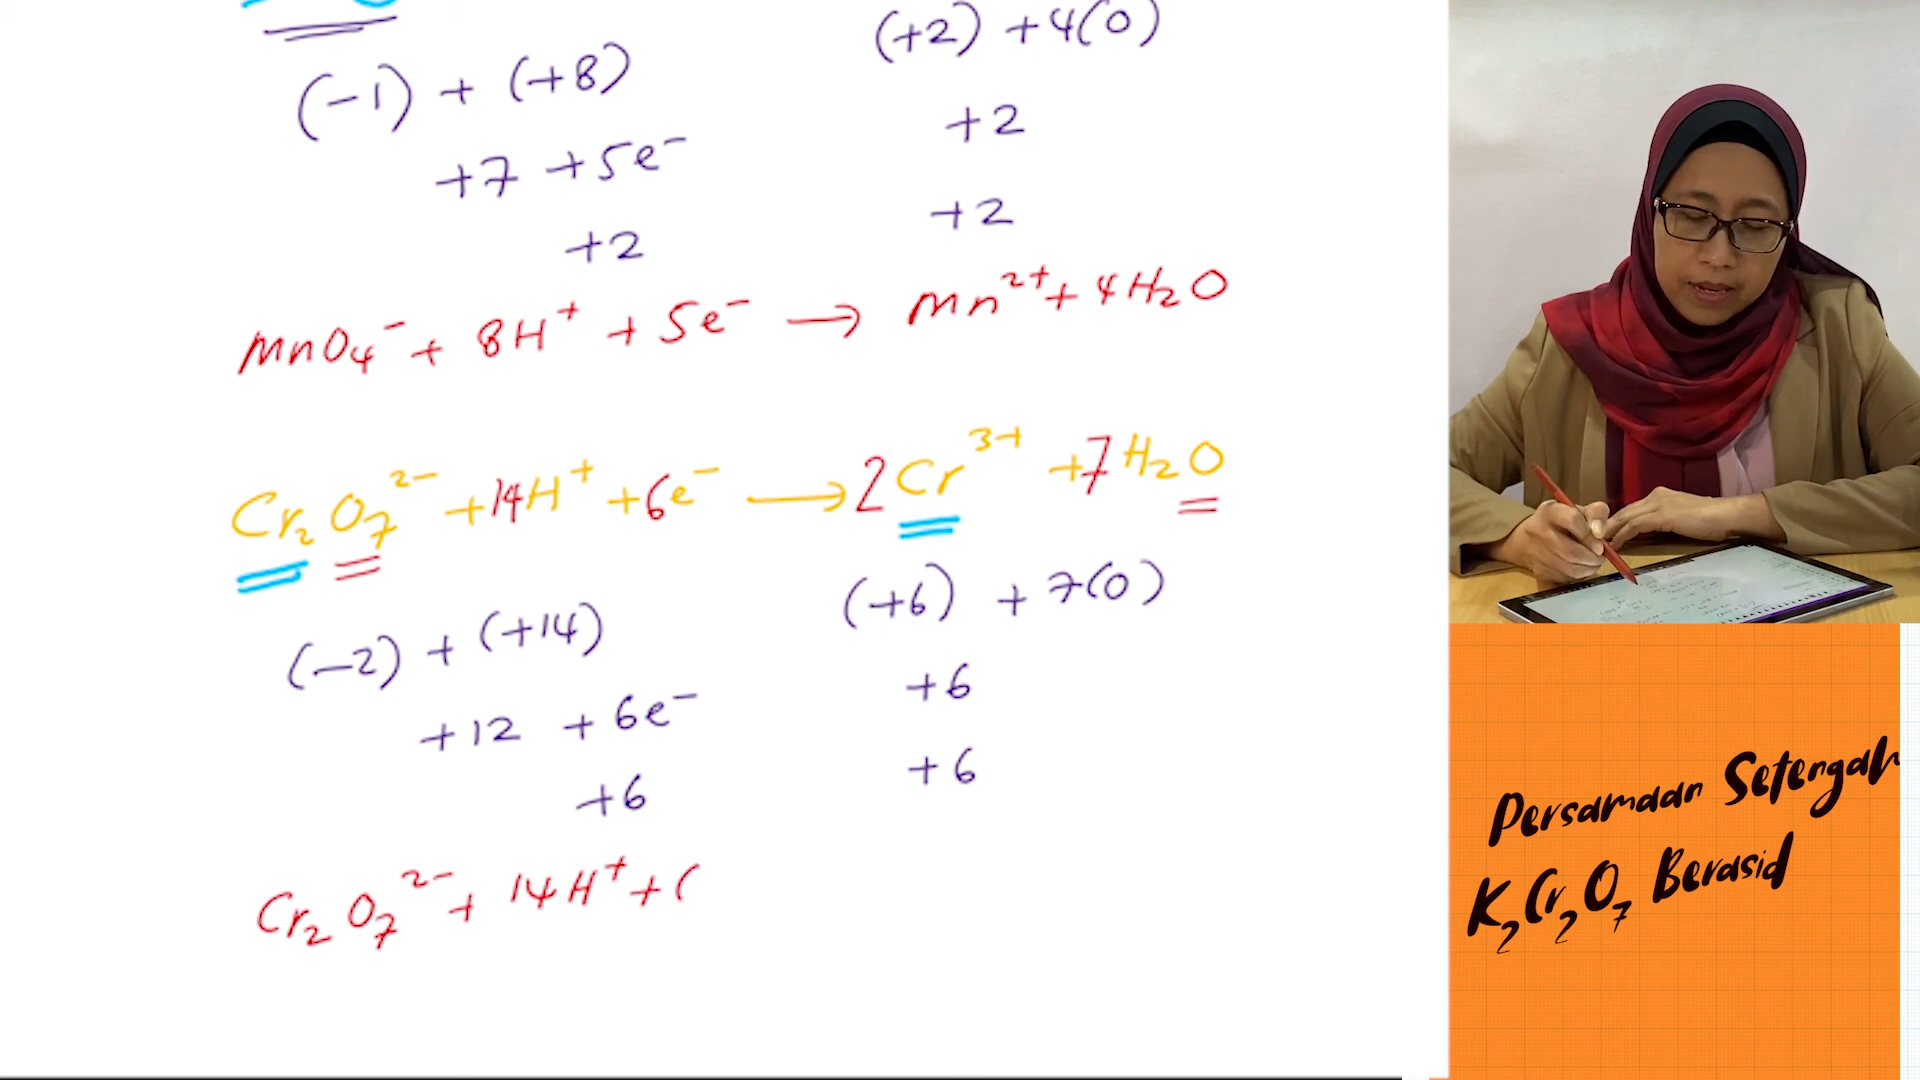 (+2) + 4(0)
(-1) + (+8)
+2
+7 + 5e⁻
+2
+2
MnO₄⁻ + 8H⁺ + 5e⁻ → Mn²⁺ + 4H₂O
Cr₂O₇²⁻ + 14H⁺ + 6e⁻ → 2Cr³⁺ + 7H₂O
(-2) + (+14)
(+6) + 7(0)
+12 + 6e⁻
+6
+6
+6
Cr₂O₇²⁻ + 14H⁺ + (
Persamaan Setengah
K₂Cr₂O₇ Berasid